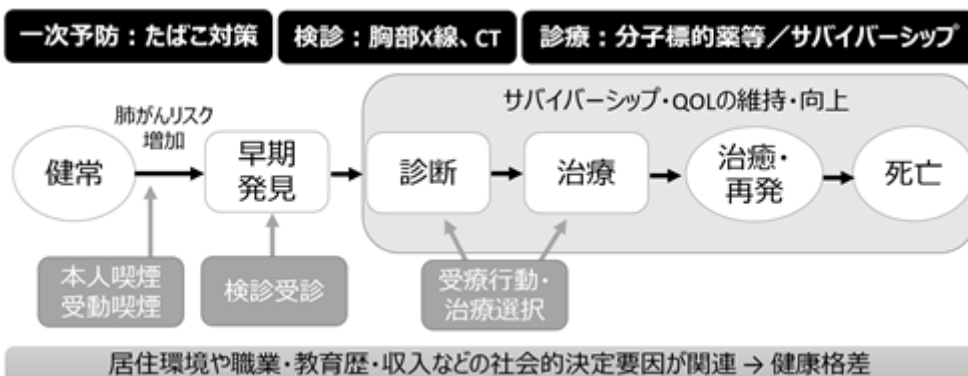 一次予防：たばこ対策
検診：胸部X線、CT
診療：分子標的薬等／サバイバーシップ
サバイバーシップ・QOLの維持・向上
肺がんリスク
増加
健常
早期
発見
診断
治療
治癒・
再発
死亡
本人喫煙
受動喫煙
検診受診
受療行動・
治療選択
居住環境や職業・教育歴・収入などの社会的決定要因が関連 → 健康格差